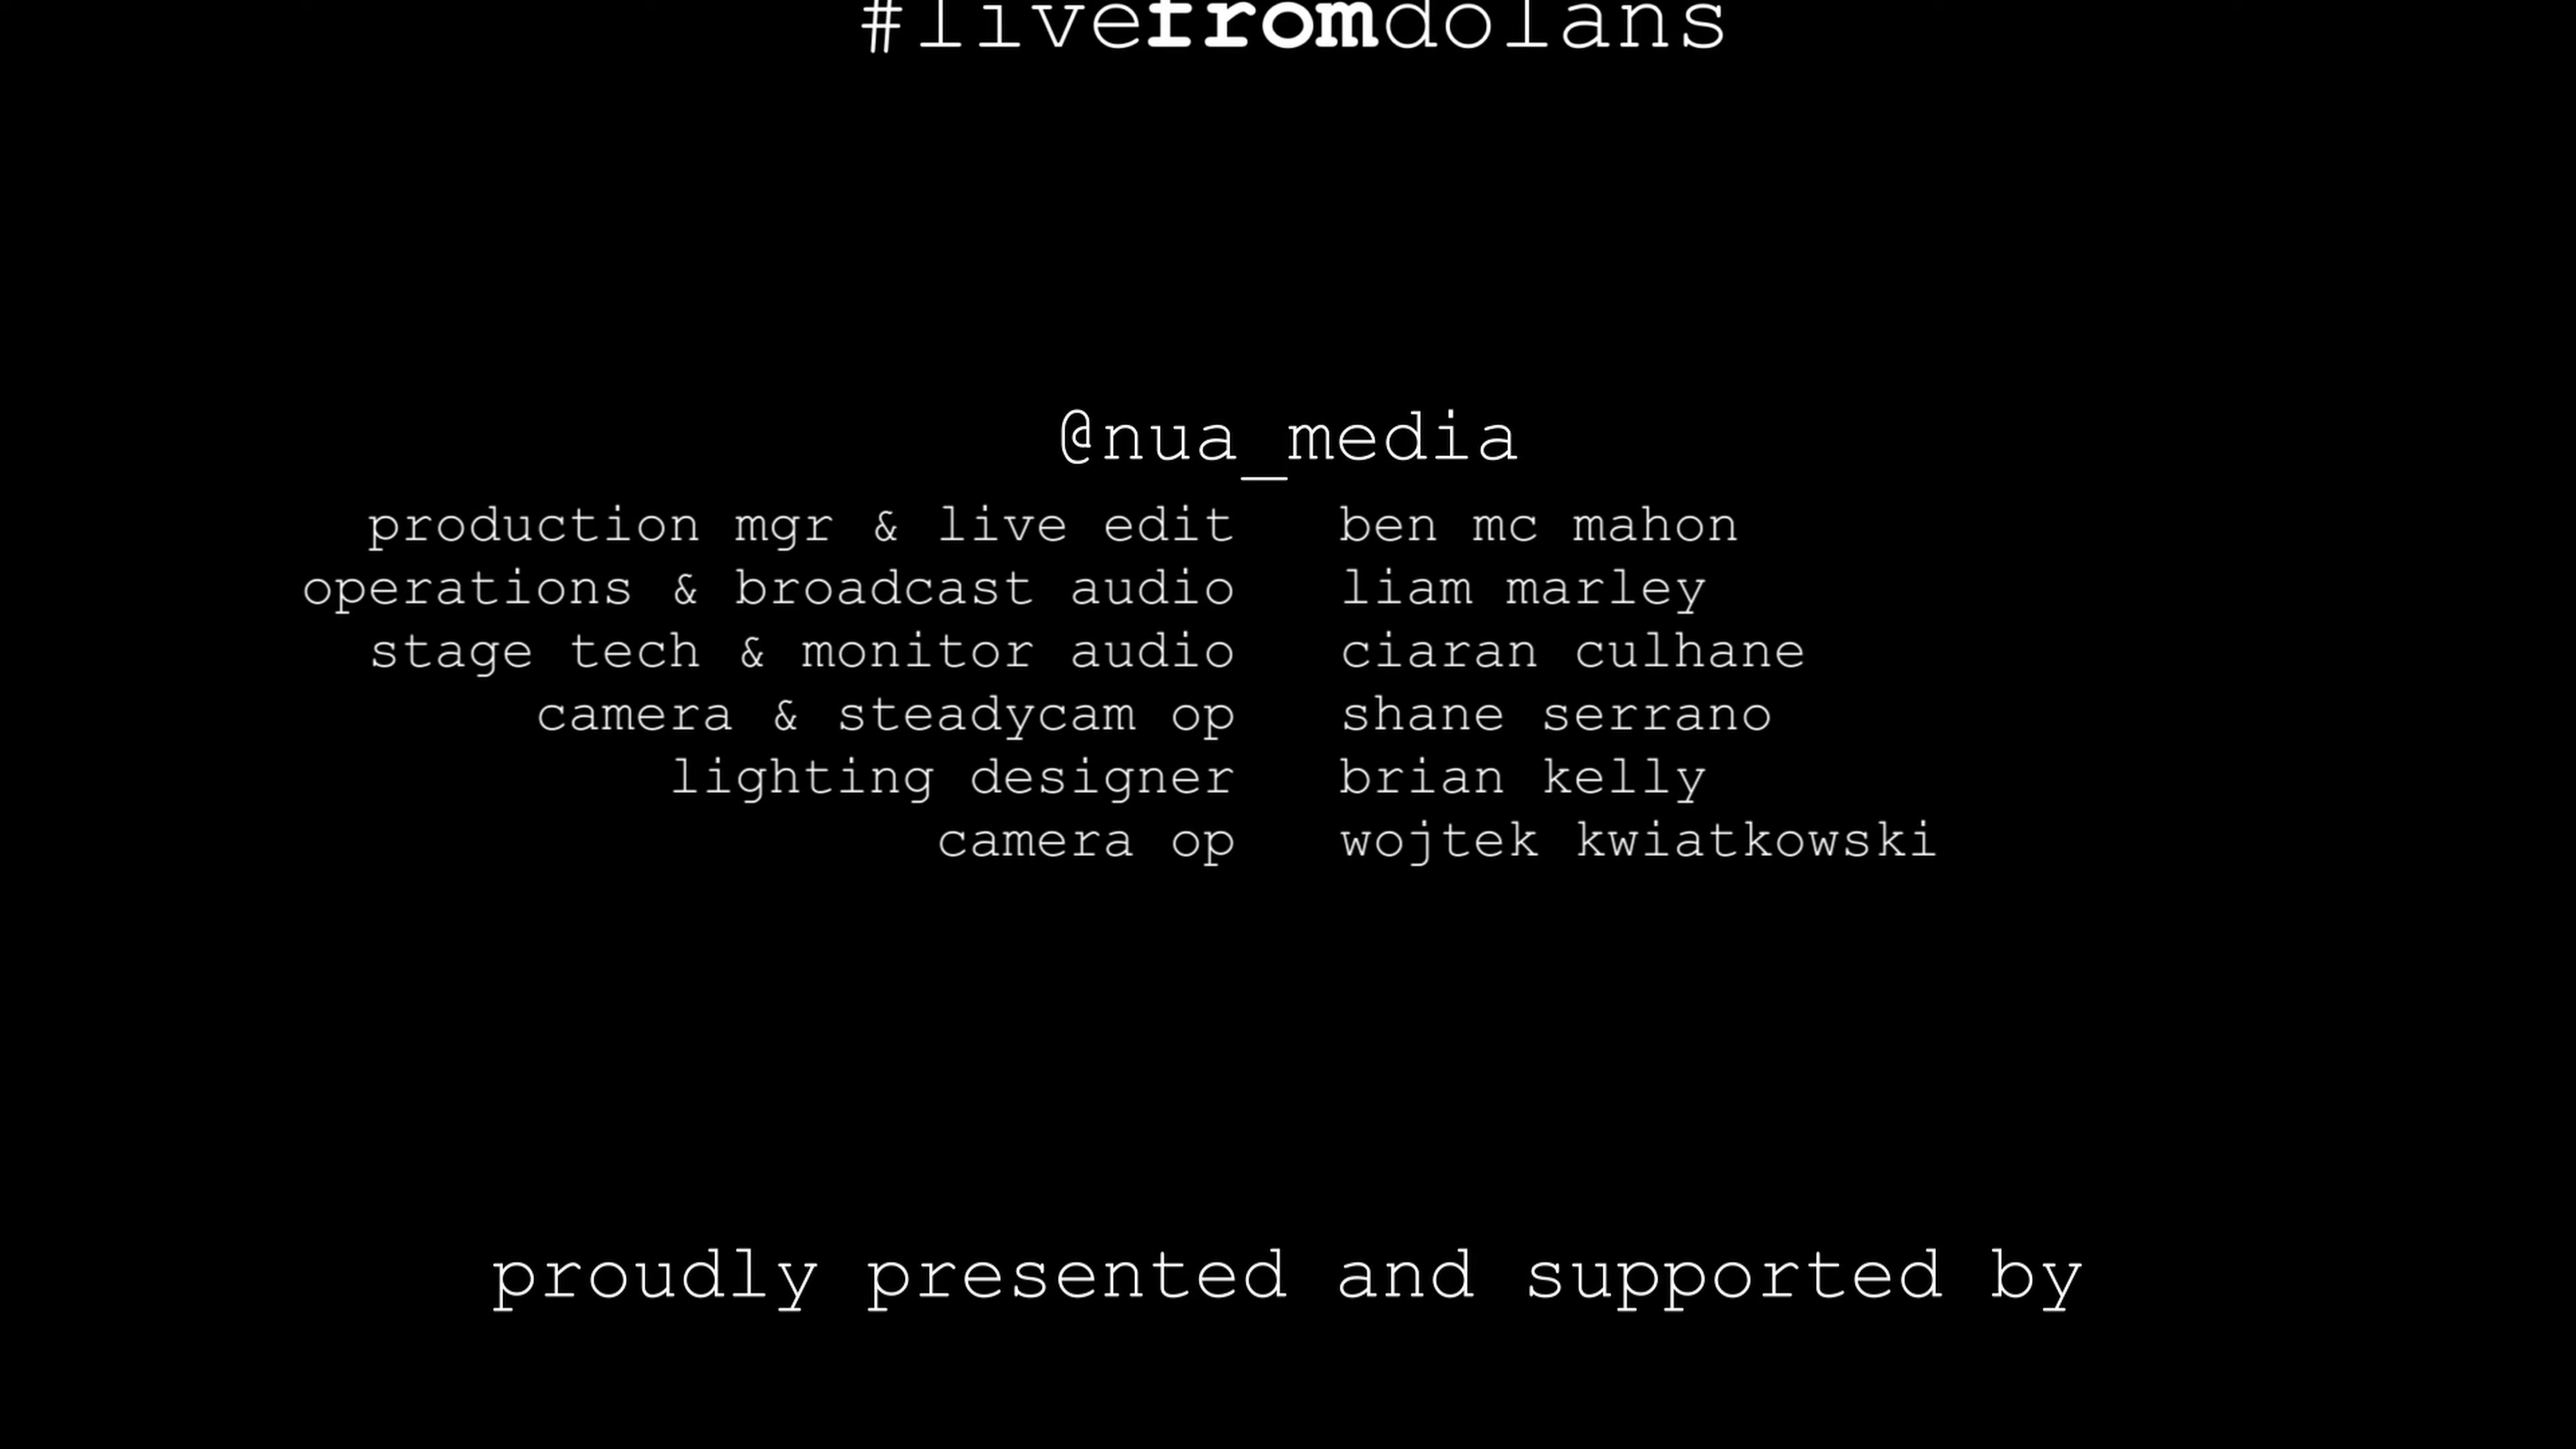 #livefromdolans
@nua_media
production mgr & live edit ben mc mahon
operations & broadcast audio liam marley
stage tech & monitor audio ciaran culhane
camera & steadycam op shane serrano
lighting designer brian kelly
camera op wojtek kwiatkowski
proudly presented and supported by